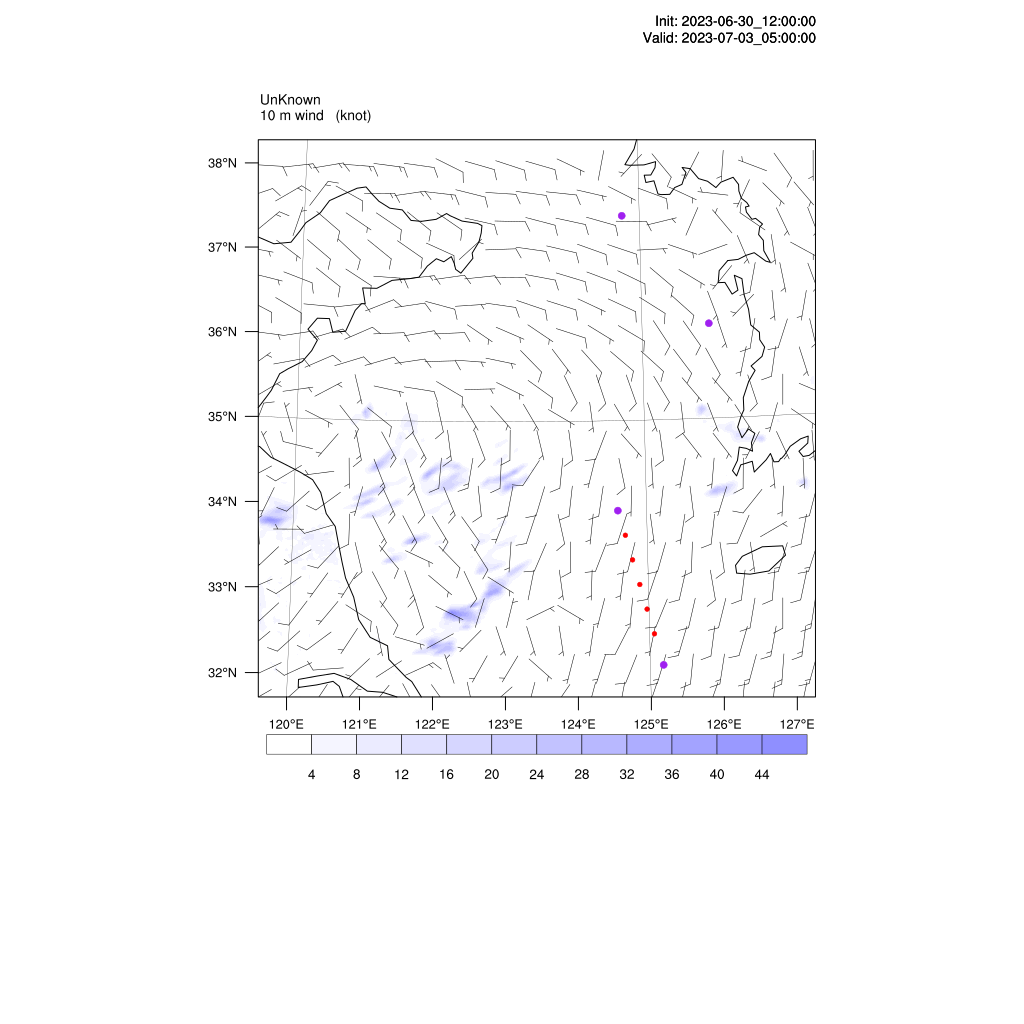 Init: 2023-06-30_12:00:00
Valid: 2023-07-03_05:00:00
UnKnown
10 m wind (knot)
38°N
37°N
36°N
35°N
34°N
33°N
32°N
120°E 121°E 122°E 123°E 124°E 125°E 126°E 127°E
4 8 12 16 20 24 28 32 36 40 44